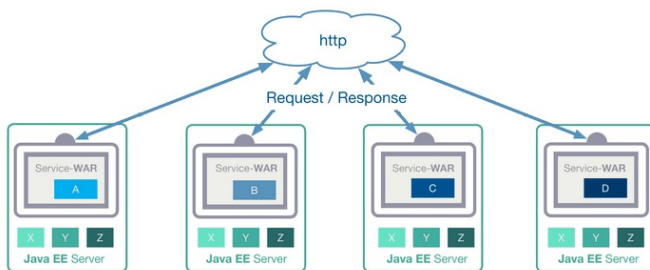 http
Request / Response
Service-WAR
A
X Y Z
Java EE Server
Service-WAR
B
X Y Z
Java EE Server
Service-WAR
C
X Y Z
Java EE Server
Service-WAR
D
X Y Z
Java EE Server